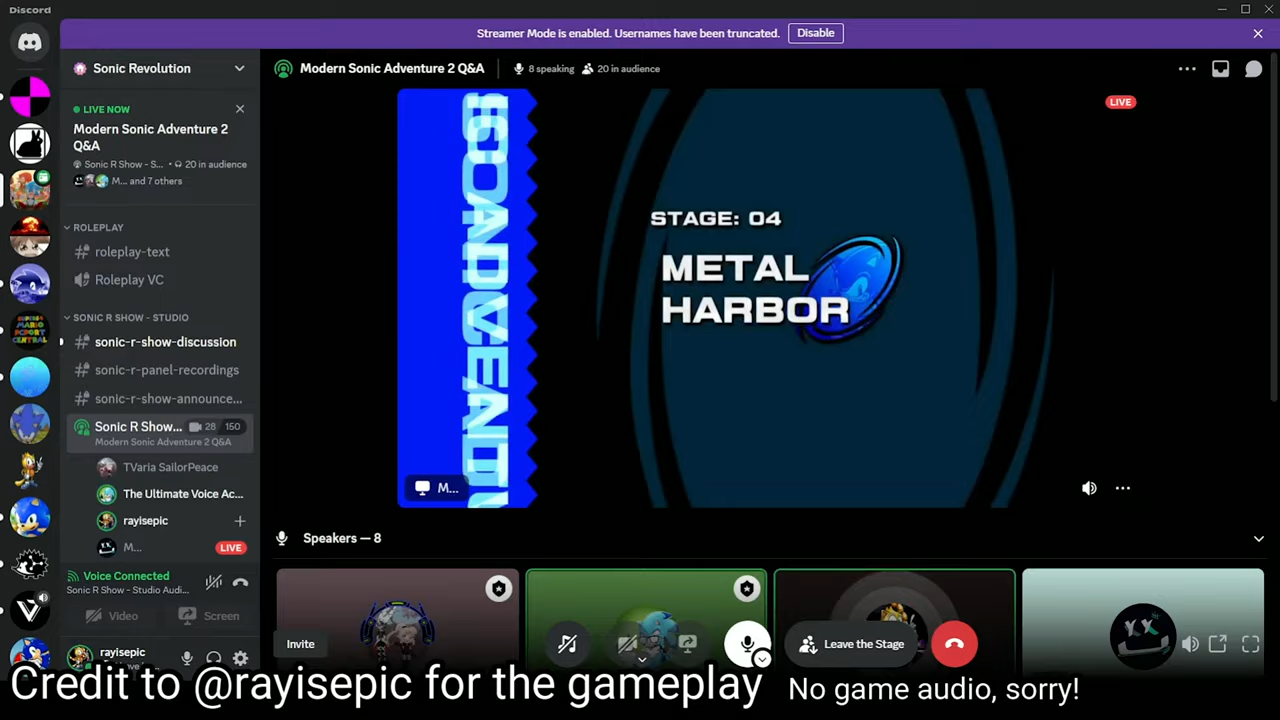 Discord
Streamer Mode is enabled. Usernames have been truncated.
Disable
Sonic Revolution
LIVE NOW
Modern Sonic Adventure 2
Q&A
Sonic R Show - S... • 20 in audience
M... and 7 others
ROLEPLAY
roleplay-text
Roleplay VC
SONIC R SHOW - STUDIO
sonic-r-show-discussion
sonic-r-panel-recordings
sonic-r-show-announce...
Sonic R Show... 28 150
Modern Sonic Adventure 2 Q&A
TVaria SailorPeace
The Ultimate Voice Ac...
rayisepic
M... LIVE
Voice Connected
Sonic R Show - Studio Audi...
Video Screen
rayisepic
Modern Sonic Adventure 2 Q&A
8 speaking 20 in audience
LIVE
STAGE: 04
METAL
HARBOR
M...
Speakers — 8
Invite
Leave the Stage
Credit to @rayisepic for the gameplay
No game audio, sorry!